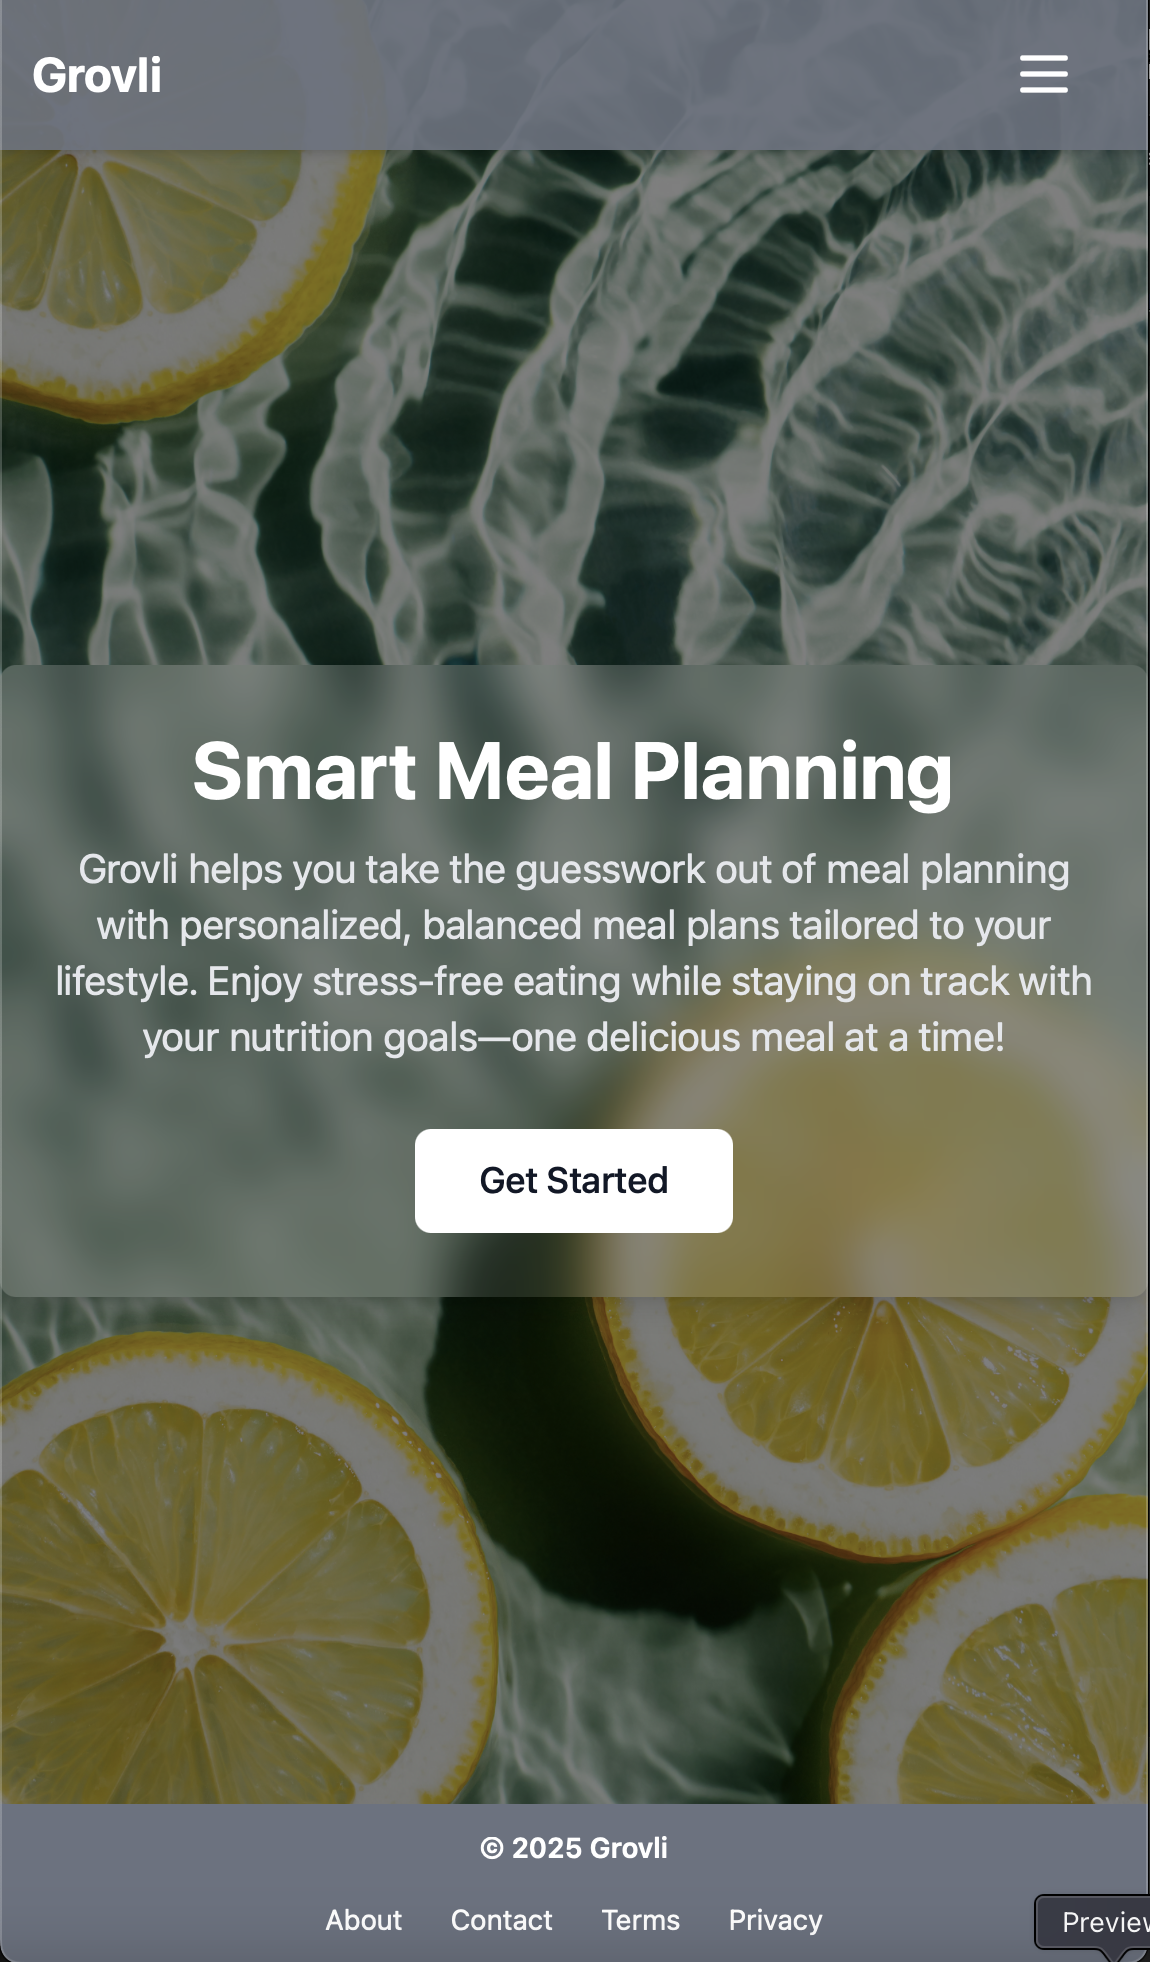 Grovli
Smart Meal Planning
Grovli helps you take the guesswork out of meal planning
with personalized, balanced meal plans tailored to your
lifestyle. Enjoy stress-free eating while staying on track with
your nutrition goals—one delicious meal at a time!
Get Started
© 2025 Grovli
About Contact Terms Privacy